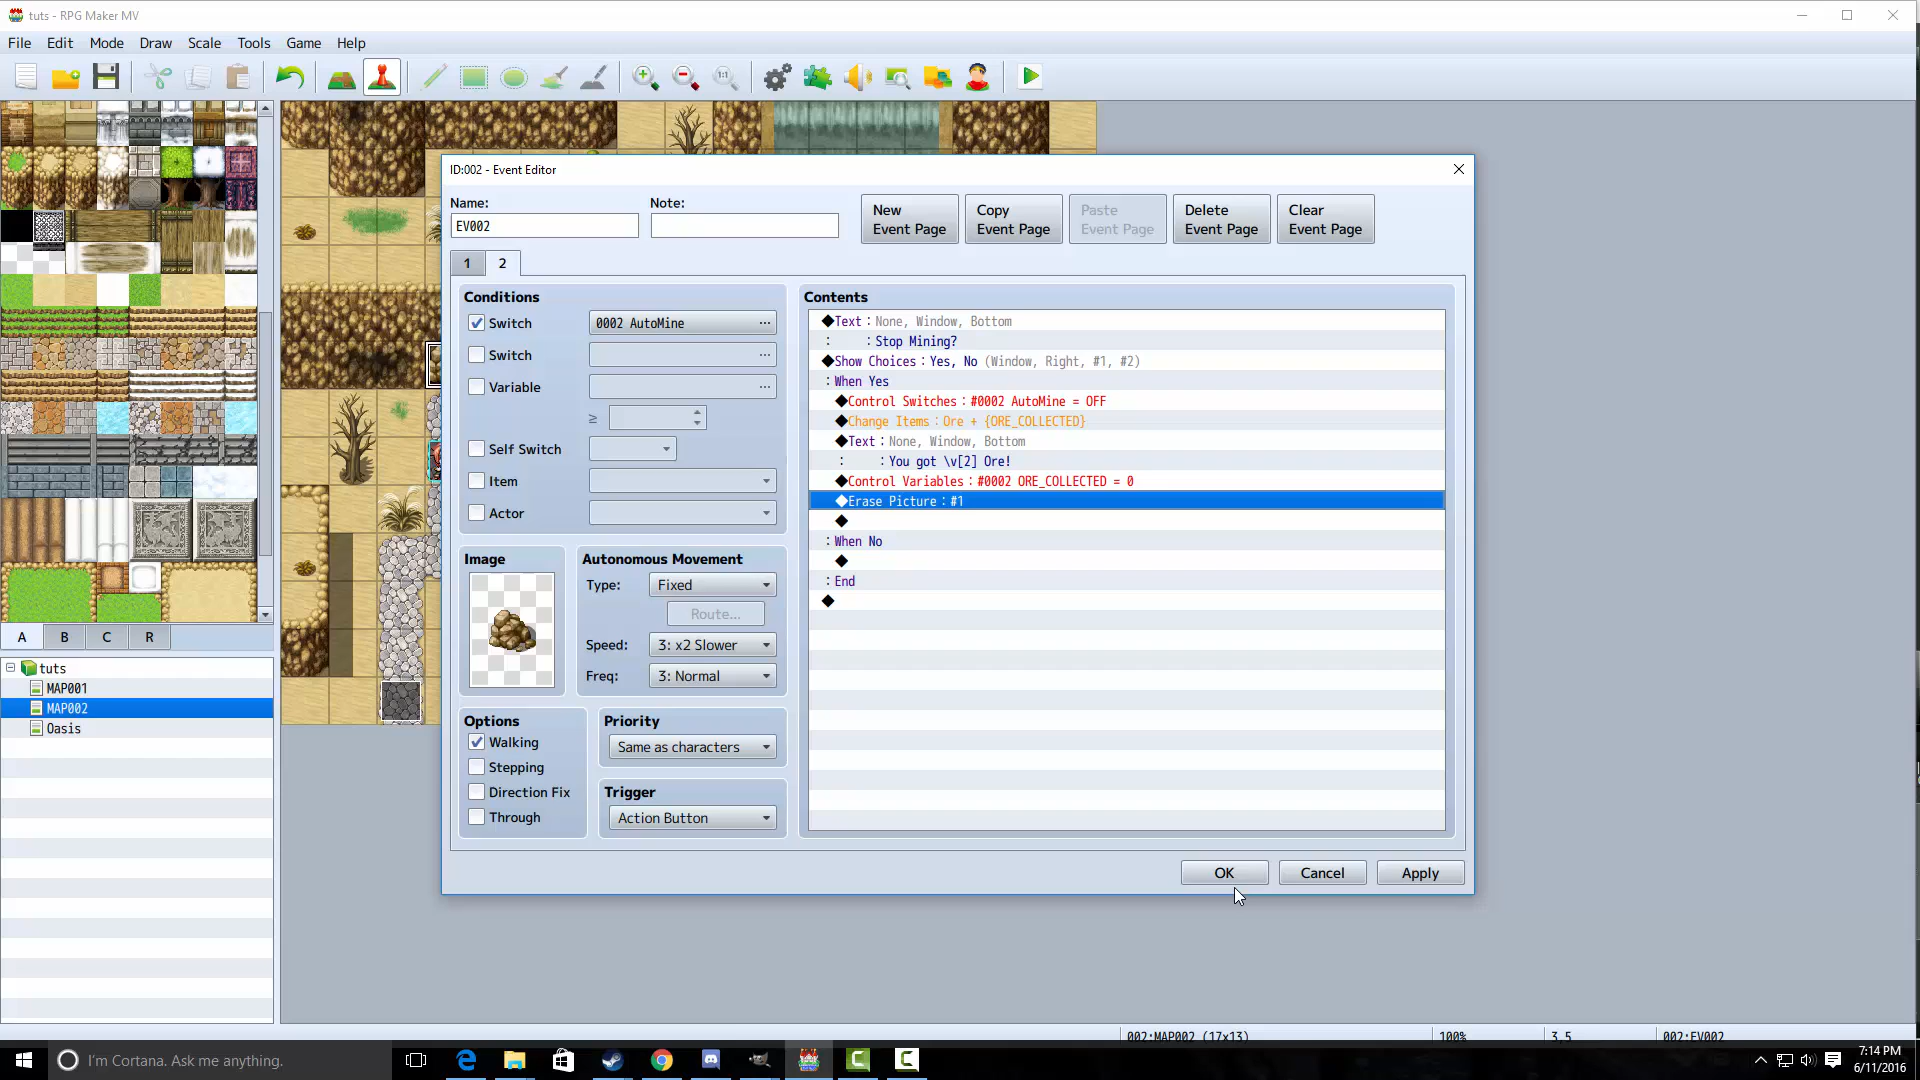 tuts - RPG Maker MV
File Edit Mode Draw Scale Tools Game Help
1:1
ID:002 - Event Editor
Name:
Note:
EV002
New Event Page
Copy Event Page
Paste Event Page
Delete Event Page
Clear Event Page
1 2
Conditions
Switch 0002 AutoMine ...
Switch ...
Variable ...
≥
Self Switch
Item
Actor
Image
Autonomous Movement
Type: Fixed
Route...
Speed: 3: x2 Slower
Freq: 3: Normal
Options
Walking
Stepping
Direction Fix
Through
Priority
Same as characters
Trigger
Action Button
Contents
◆Text : None, Window, Bottom
: : Stop Mining?
◆Show Choices : Yes, No (Window, Right, #1, #2)
: When Yes
◆Control Switches : #0002 AutoMine = OFF
◆Change Items : Ore + {ORE_COLLECTED}
◆Text : None, Window, Bottom
: : You got \v[2] Ore!
◆Control Variables : #0002 ORE_COLLECTED = 0
◆Erase Picture : #1
◆
: When No
◆
: End
◆
OK Cancel Apply
A B C R
tuts
MAP001
MAP002
Oasis
002:MAP002 (17x13) 100% 3,5 002:EV002
I'm Cortana. Ask me anything.
7:14 PM
6/11/2016